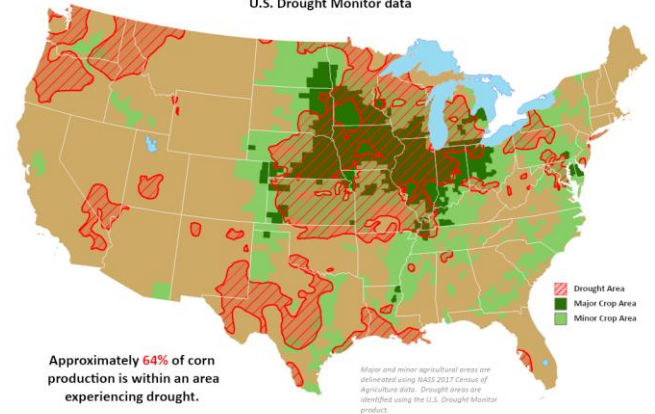 U.S. Drought Monitor data
Drought Area
Major Crop Area
Minor Crop Area
Approximately 64% of corn
production is within an area
experiencing drought.
Major and minor agricultural areas are
delineated using NASS 2017 Census of
Agriculture data. Drought areas are
identified using the U.S. Drought Monitor
product.